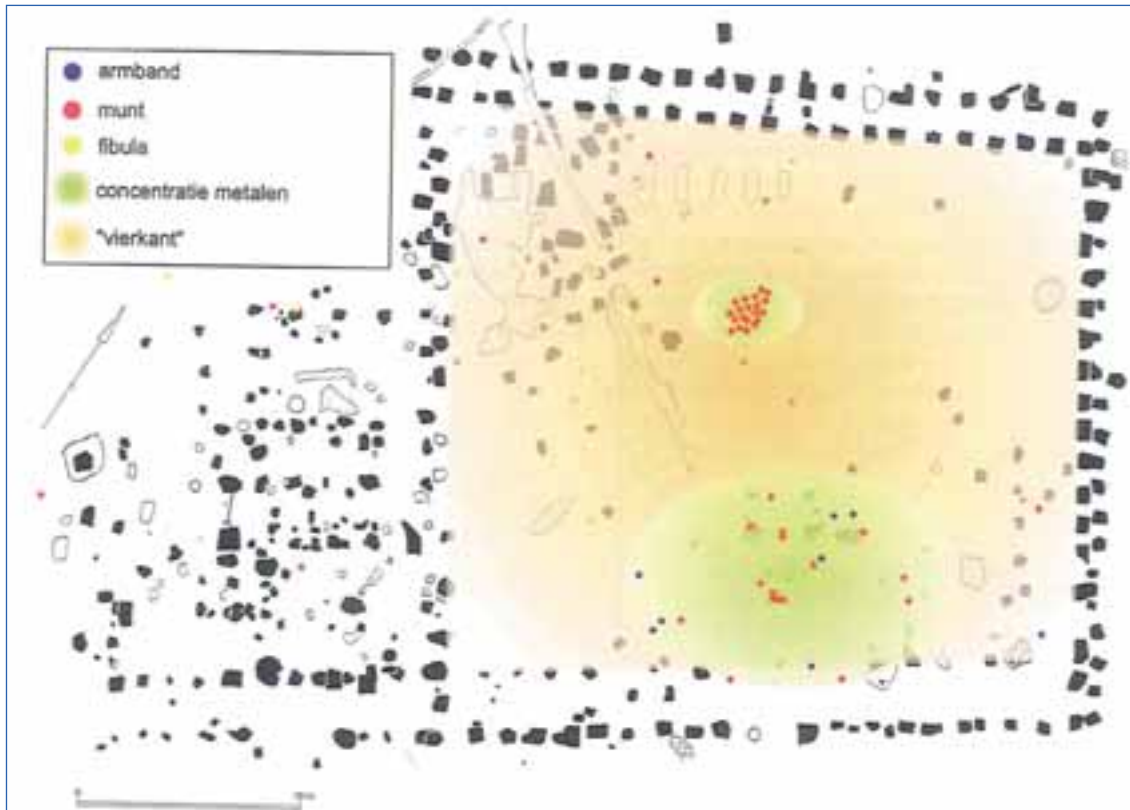 armband
munt
fibula
concentratie metalen
"vierkant"